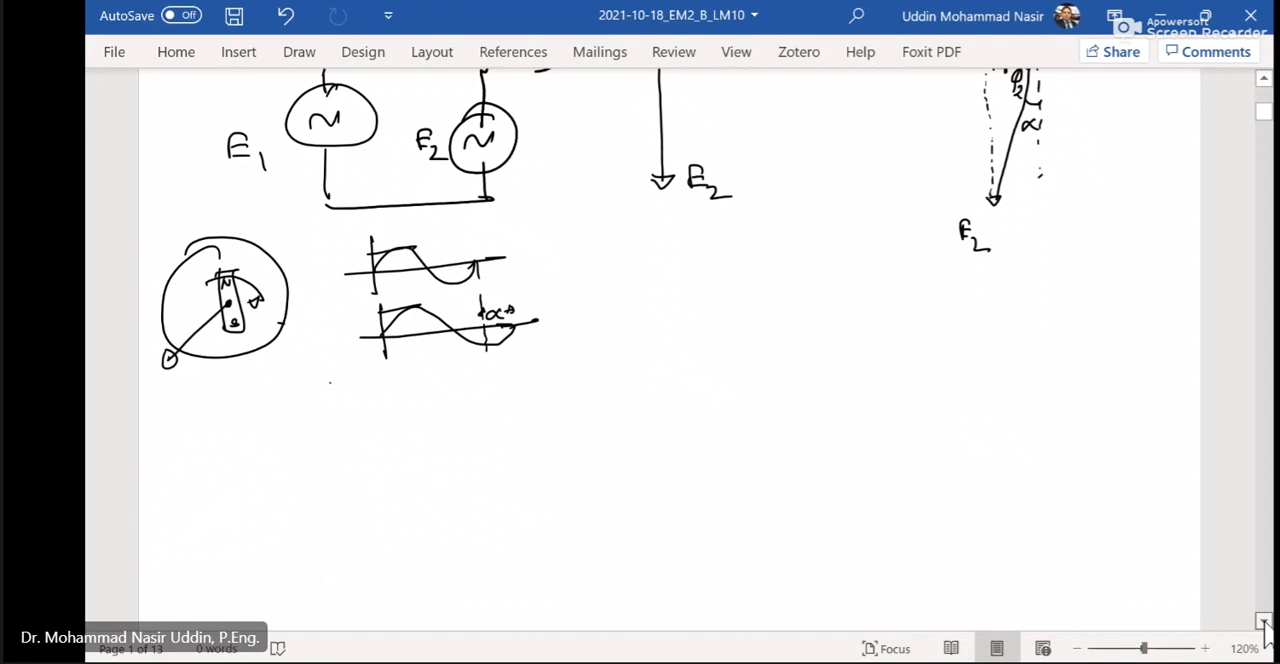 AutoSave Off 2021-10-18_EM2_B_LM10 Uddin Mohammad Nasir
Apowersoft
Screen Recorder
File Home Insert Draw Design Layout References Mailings Review View Zotero Help Foxit PDF Share Comments
φ2
α
E1 E2 E2
E2
N
S
α
Dr. Mohammad Nasir Uddin, P.Eng.
Page 1 of 13 0 words Focus 120%